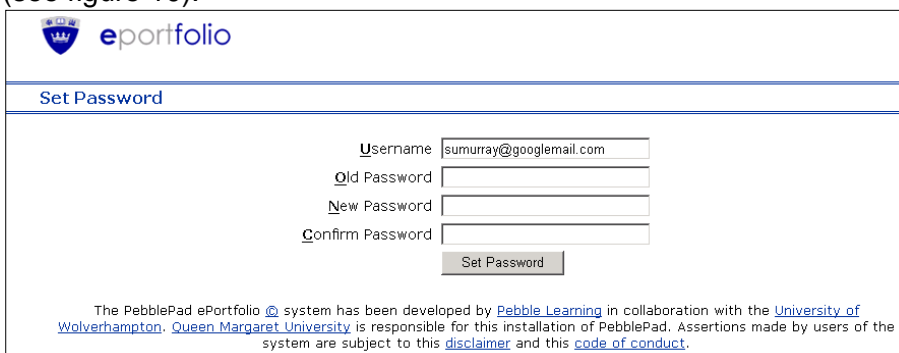 (see figure 10).
eportfolio
Set Password
Username sumurray@googlemail.com
Old Password
New Password
Confirm Password
Set Password
The PebblePad ePortfolio © system has been developed by Pebble Learning in collaboration with the University of
Wolverhampton. Queen Margaret University is responsible for this installation of PebblePad. Assertions made by users of the
system are subject to this disclaimer and this code of conduct.